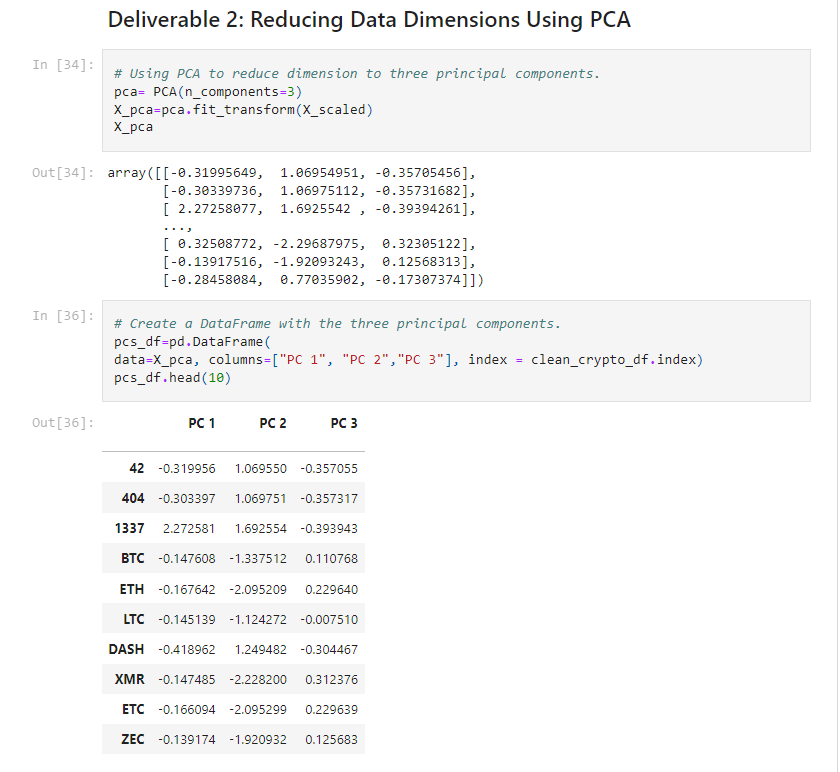 Deliverable 2: Reducing Data Dimensions Using PCA
In [34]:
# Using PCA to reduce dimension to three principal components.
pca= PCA(n_components=3)
X_pca=pca.fit_transform(X_scaled)
X_pca
Out[34]:
array([[-0.31995649,  1.06954951, -0.35705456],
[-0.30339736,  1.06975112, -0.35731682],
[ 2.27258077,  1.6925542 , -0.39394261],
...,
[ 0.32508772, -2.29687975,  0.32305122],
[-0.13917516, -1.92093243,  0.12568313],
[-0.28458084,  0.77035902, -0.17307374]])
In [36]:
# Create a DataFrame with the three principal components.
pcs_df=pd.DataFrame(
data=X_pca, columns=["PC 1", "PC 2","PC 3"], index = clean_crypto_df.index)
pcs_df.head(10)
Out[36]:
PC 1 PC 2 PC 3
42 -0.319956 1.069550 -0.357055
404 -0.303397 1.069751 -0.357317
1337 2.272581 1.692554 -0.393943
BTC -0.147608 -1.337512 0.110768
ETH -0.167642 -2.095209 0.229640
LTC -0.145139 -1.124272 -0.007510
DASH -0.418962 1.249482 -0.304467
XMR -0.147485 -2.228200 0.312376
ETC -0.166094 -2.095299 0.229639
ZEC -0.139174 -1.920932 0.125683